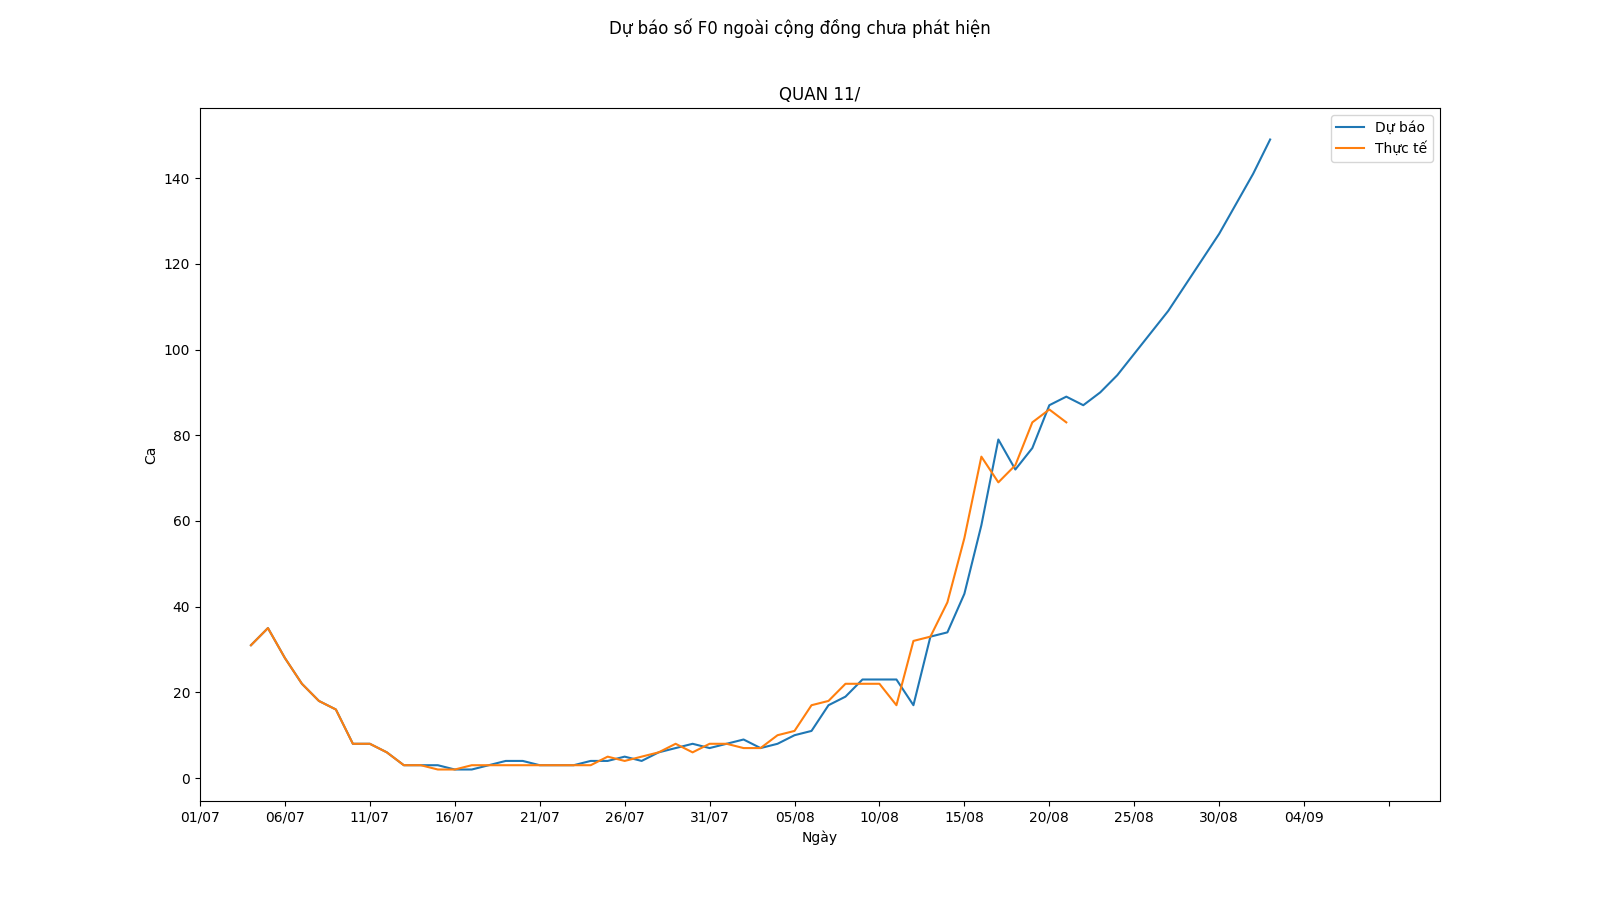 Dự báo số F0 ngoài cộng đồng chưa phát hiện
QUAN 11/
Dự báo
Thực tế
140
120
100
80
60
40
20
0
Ca
01/07 06/07 11/07 16/07 21/07 26/07 31/07 05/08 10/08 15/08 20/08 25/08 30/08 04/09
Ngày